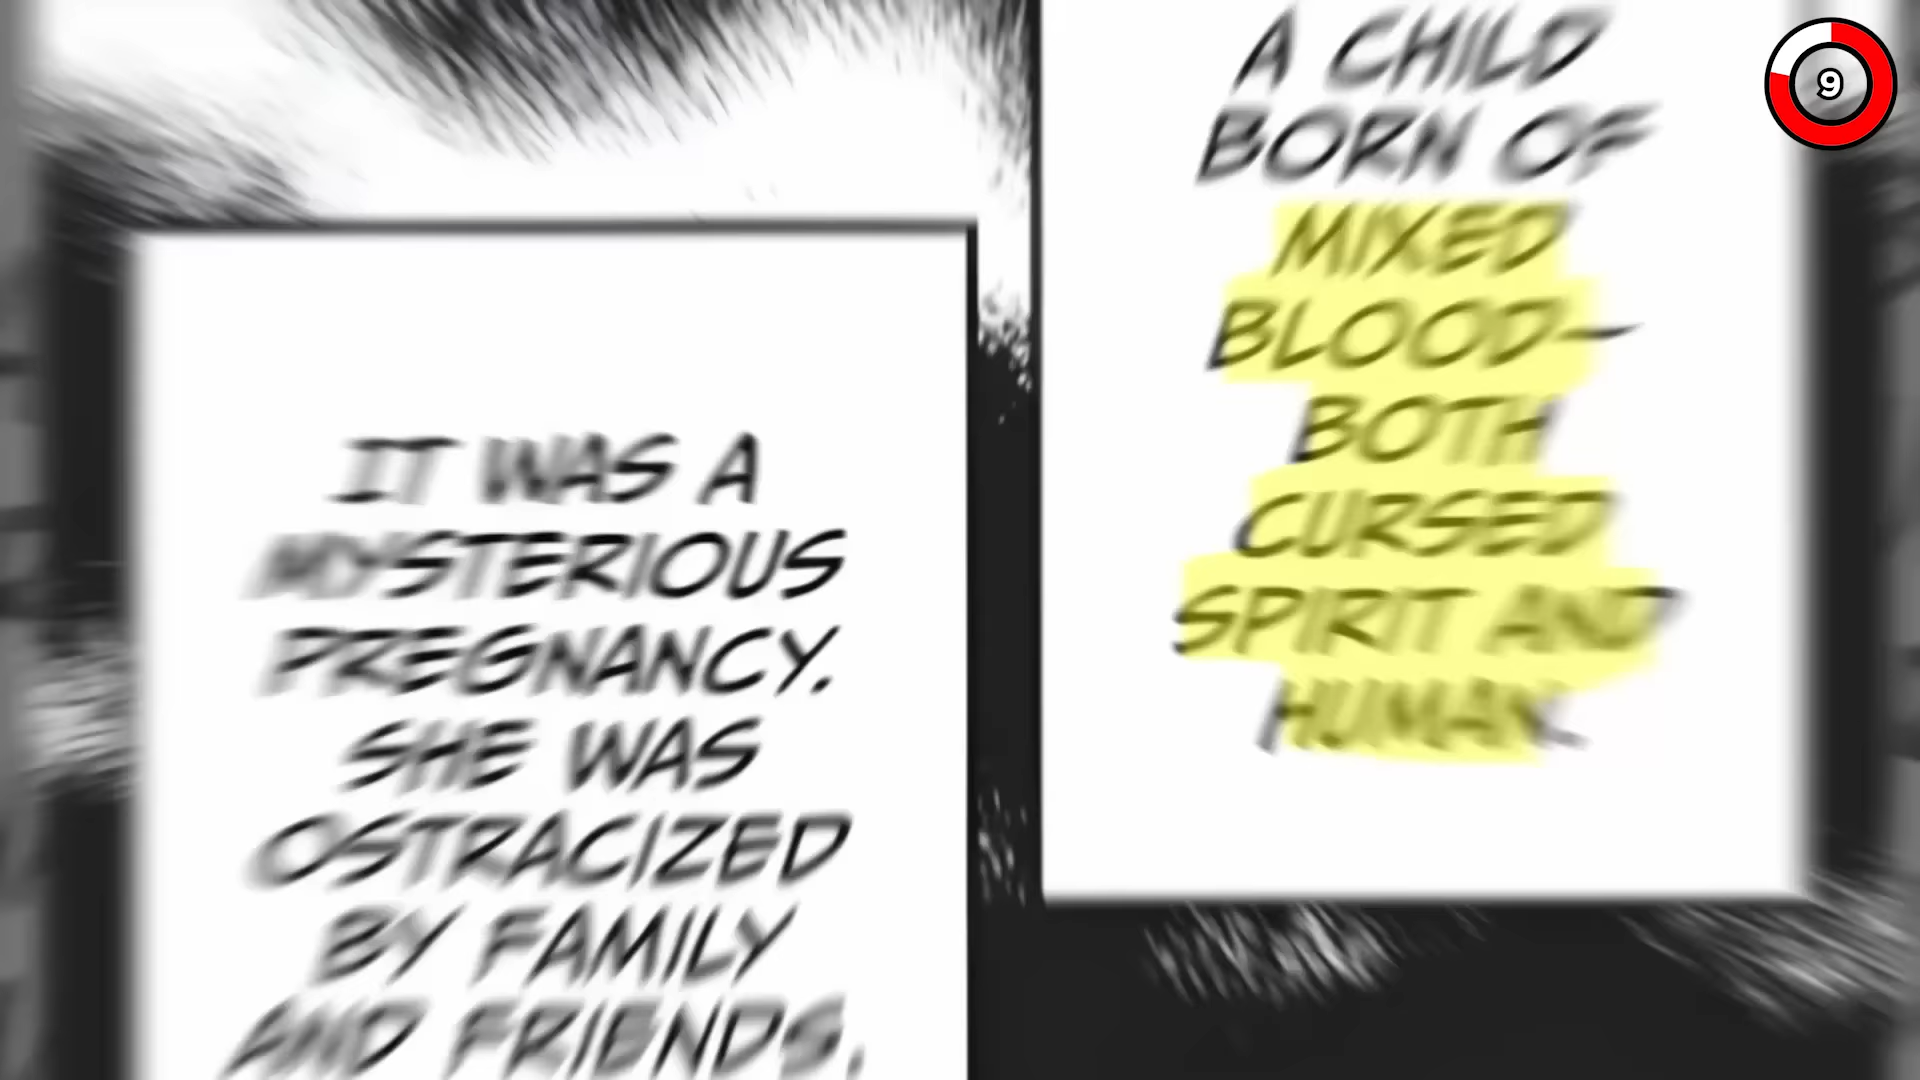 A CHILD
BORN OF
MIXED
BLOOD—
BOTH
CURSED
SPIRIT AND
HUMAN.
IT WAS A
MYSTERIOUS
PREGNANCY.
SHE WAS
OSTRACIZED
BY FAMILY
AND FRIENDS.
9